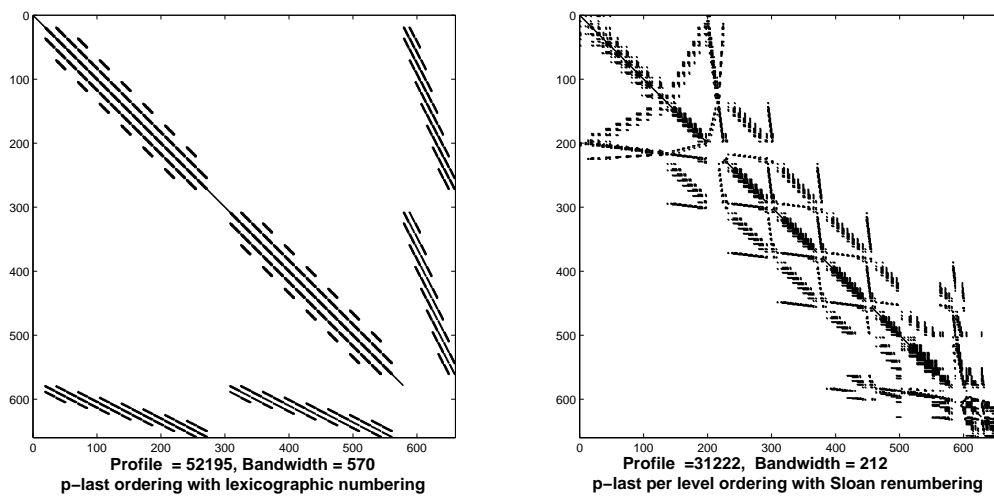 0
100
200
300
400
500
600
0 100 200 300 400 500 600
Profile = 52195, Bandwidth = 570
p−last ordering with lexicographic numbering
0
100
200
300
400
500
600
0 100 200 300 400 500 600
Profile =31222, Bandwidth = 212
p−last per level ordering with Sloan renumbering